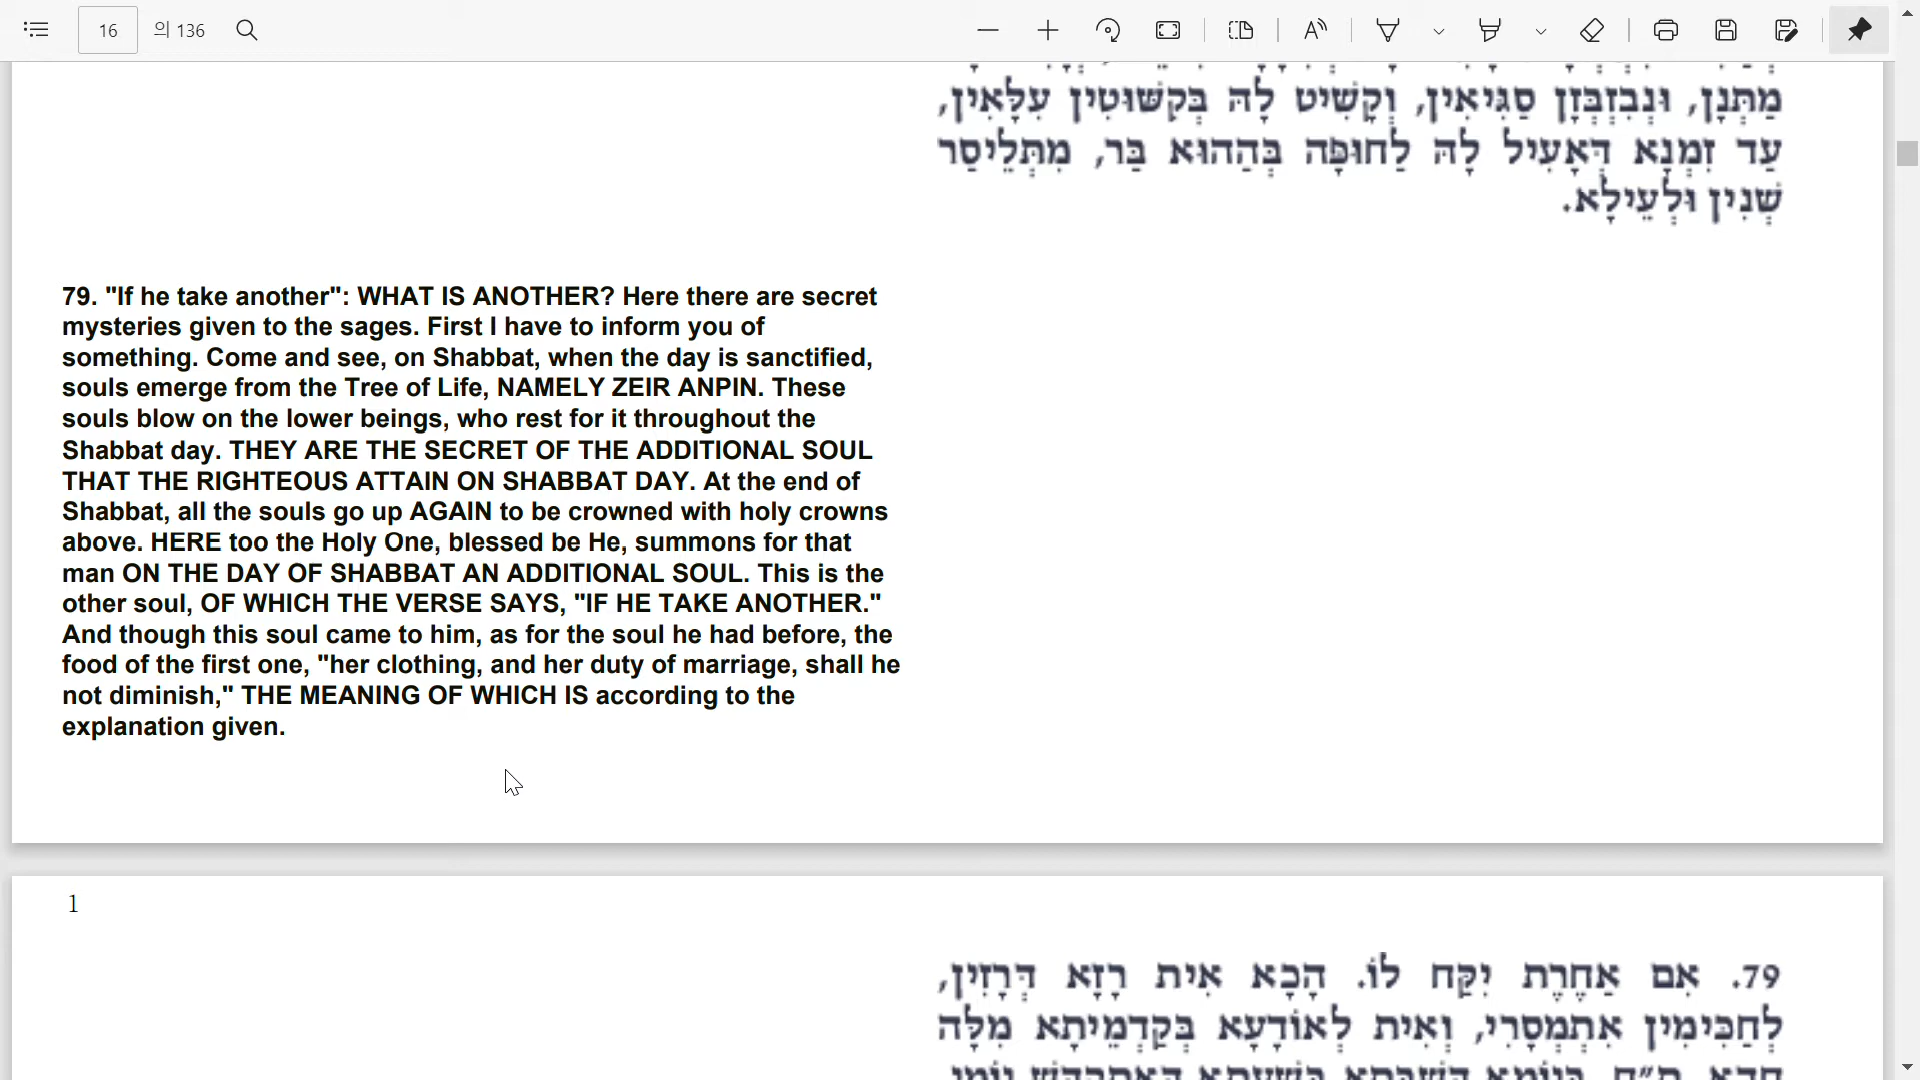 16 의 136
מַתְּנָן, וּנְבִזְבְּזָן סַגִּיאִין, וְקָשִׁיט לָהּ בְּקִשּׁוּטִין עִלָּאִין,
עַד זִמְנָא דְּאָעִיל לָהּ לַחוּפָּה בְּהַהוּא בַּר, מִתְּלֵיסַר
שְׁנִין וּלְעֵילָא.
79. "If he take another": WHAT IS ANOTHER? Here there are secret
mysteries given to the sages. First I have to inform you of
something. Come and see, on Shabbat, when the day is sanctified,
souls emerge from the Tree of Life, NAMELY ZEIR ANPIN. These
souls blow on the lower beings, who rest for it throughout the
Shabbat day. THEY ARE THE SECRET OF THE ADDITIONAL SOUL
THAT THE RIGHTEOUS ATTAIN ON SHABBAT DAY. At the end of
Shabbat, all the souls go up AGAIN to be crowned with holy crowns
above. HERE too the Holy One, blessed be He, summons for that
man ON THE DAY OF SHABBAT AN ADDITIONAL SOUL. This is the
other soul, OF WHICH THE VERSE SAYS, "IF HE TAKE ANOTHER."
And though this soul came to him, as for the soul he had before, the
food of the first one, "her clothing, and her duty of marriage, shall he
not diminish," THE MEANING OF WHICH IS according to the
explanation given.
1
79. אִם אַחֶרֶת יִקַּח לוֹ. הָכָא אִית רָזָא דְּרָזִין,
לְחַכִּימִין אִתְמַסְרִי, וְאִית לְאוֹדָעָא בְּקַדְמֵיתָא מִלָּה